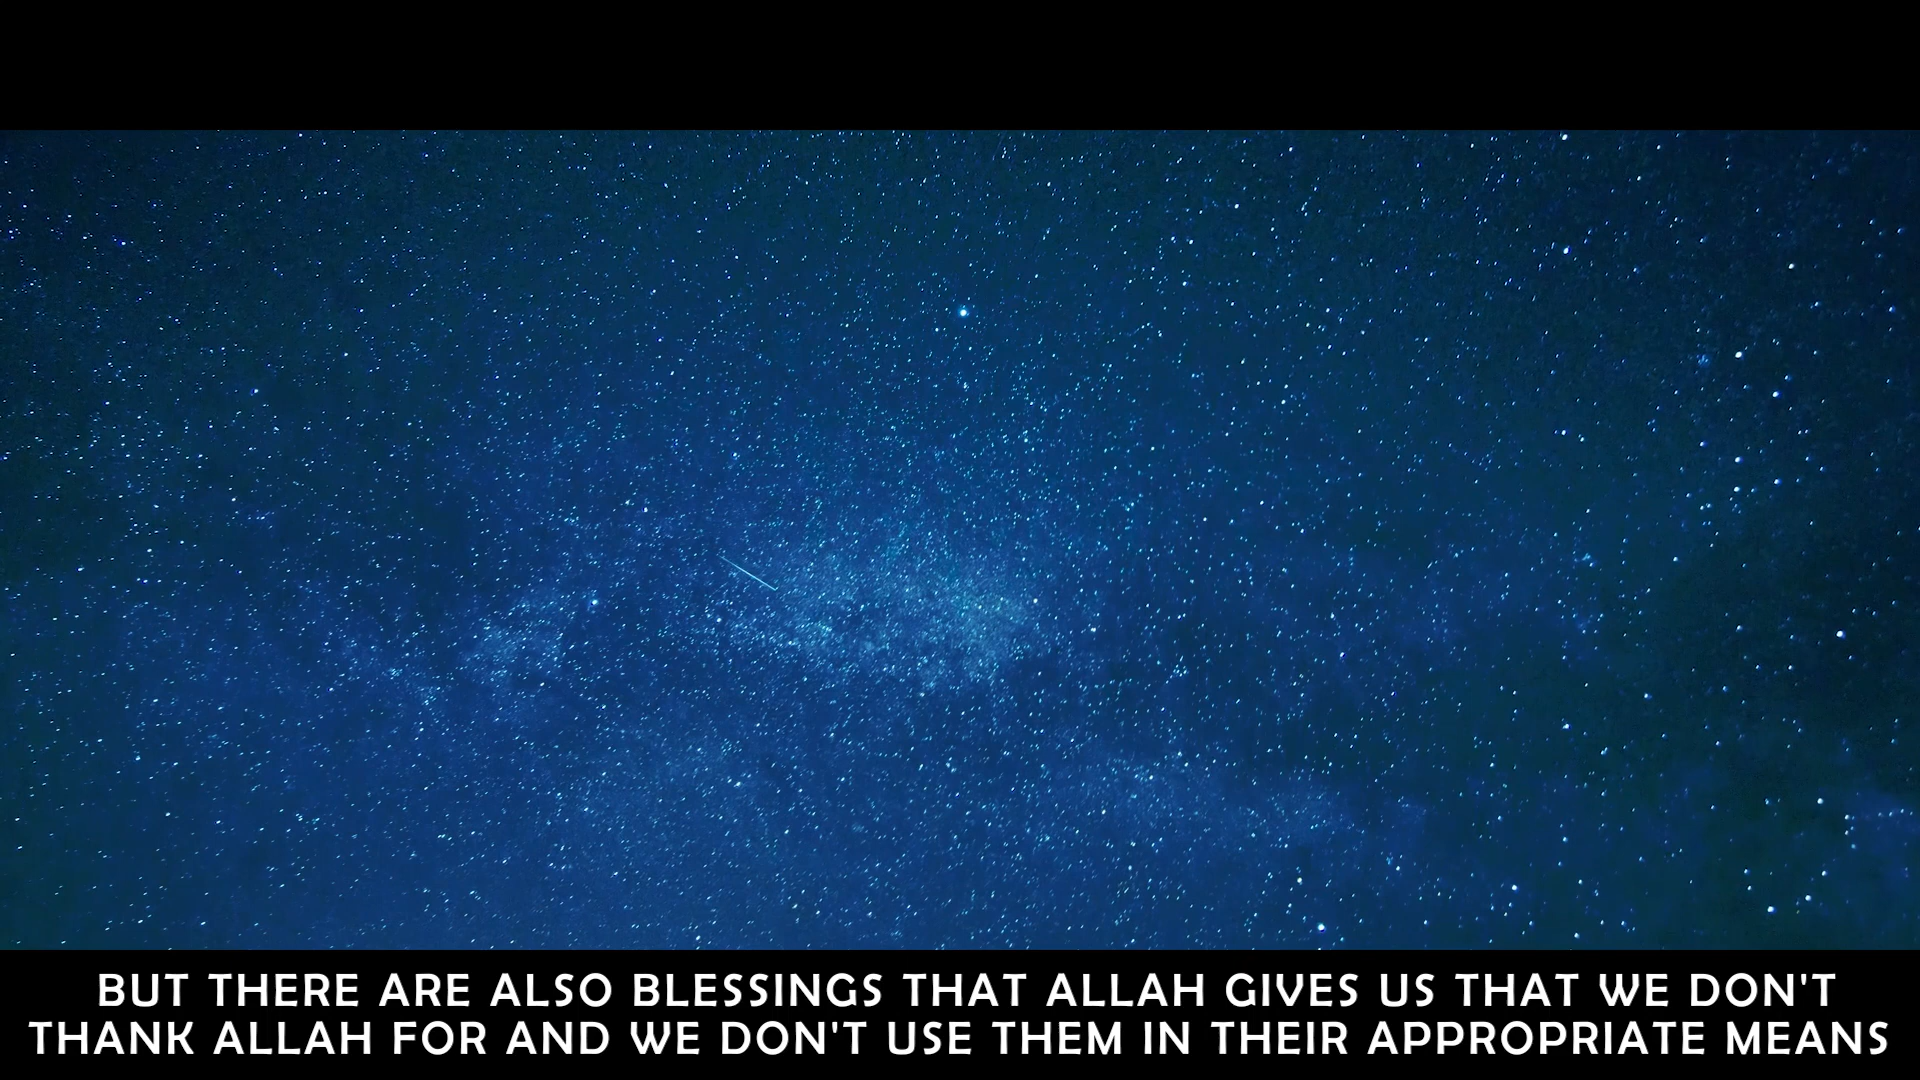 BUT THERE ARE ALSO BLESSINGS THAT ALLAH GIVES US THAT WE DON'T
THANK ALLAH FOR AND WE DON'T USE THEM IN THEIR APPROPRIATE MEANS